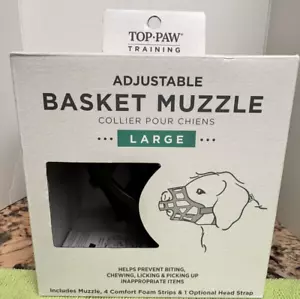 TOP•PAW®
TRAINING
ADJUSTABLE
BASKET MUZZLE
COLLIER POUR CHIENS
LARGE
HELPS PREVENT BITING,
CHEWING, LICKING & PICKING UP
INAPPROPRIATE ITEMS
Includes Muzzle, 4 Comfort Foam Strips & 1 Optional Head Strap